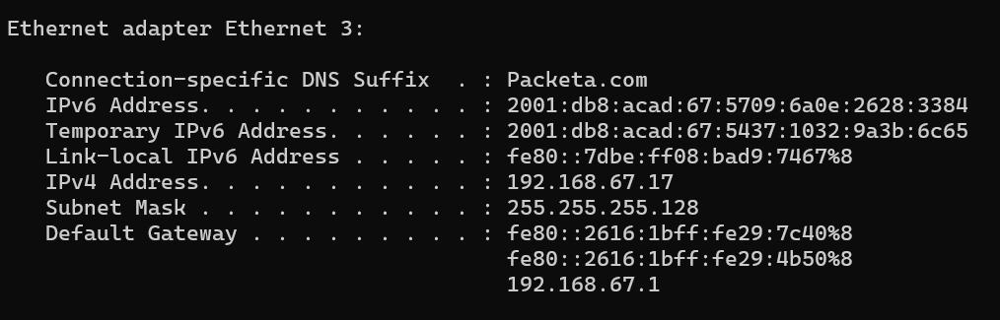 Ethernet adapter Ethernet 3:
Connection-specific DNS Suffix  . : Packeta.com
IPv6 Address. . . . . . . . . . . : 2001:db8:acad:67:5709:6a0e:2628:3384
Temporary IPv6 Address. . . . . . : 2001:db8:acad:67:5437:1032:9a3b:6c65
Link-local IPv6 Address . . . . . : fe80::7dbe:ff08:bad9:7467%8
IPv4 Address. . . . . . . . . . . : 192.168.67.17
Subnet Mask . . . . . . . . . . . : 255.255.255.128
Default Gateway . . . . . . . . . : fe80::2616:1bff:fe29:7c40%8
fe80::2616:1bff:fe29:4b50%8
192.168.67.1